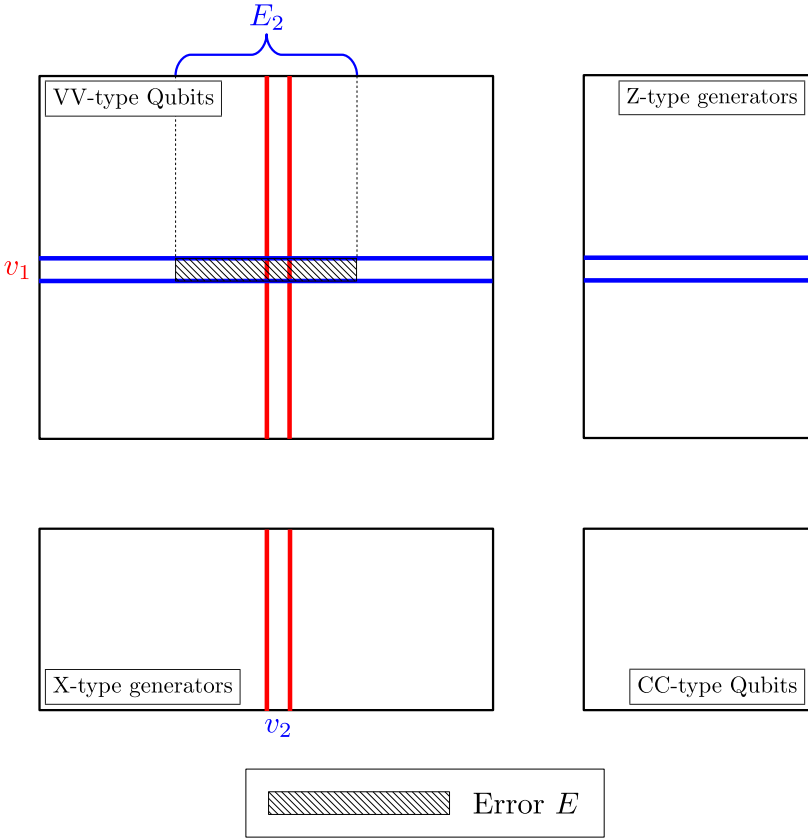 E₂
VV-type Qubits
Z-type generators
v₁
X-type generators
CC-type Qubits
v₂
Error E